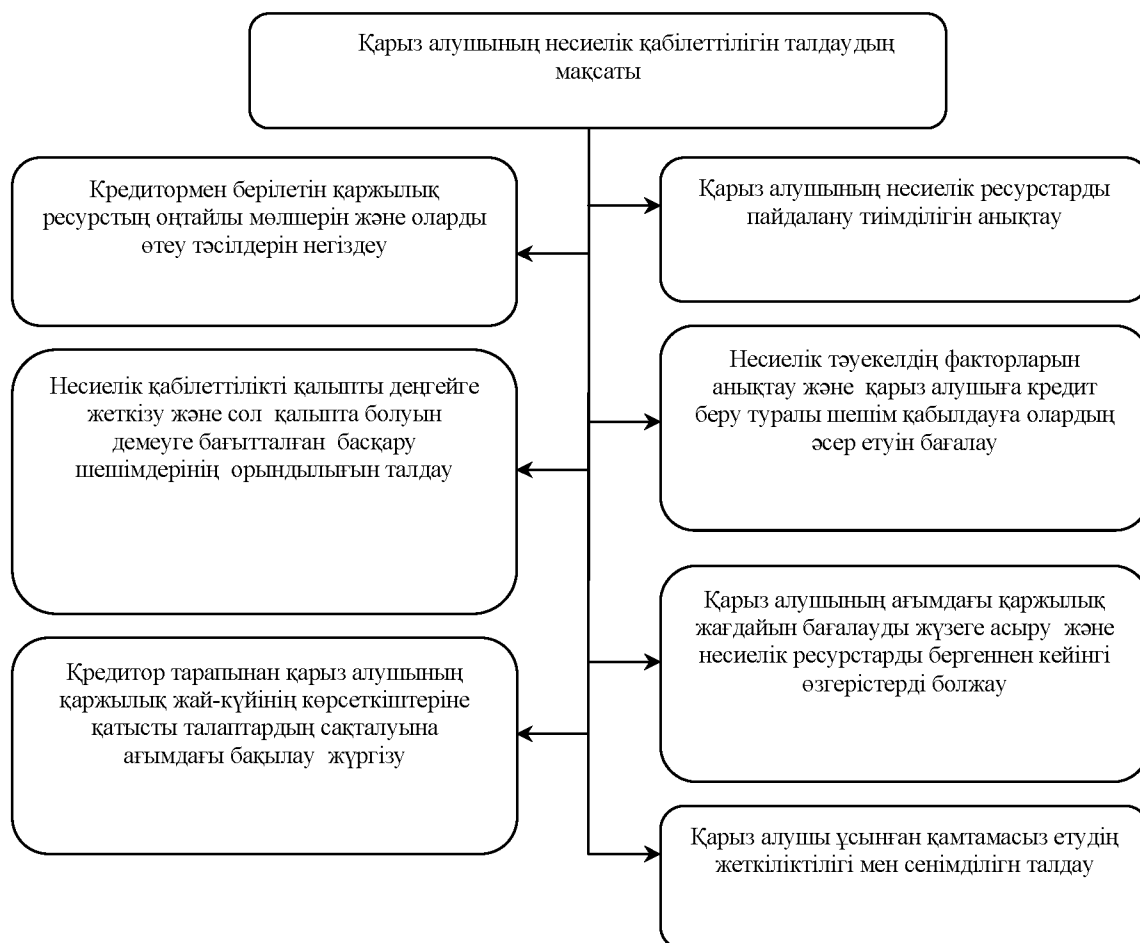 Қарыз алушының несиелік қабілеттілігін талдаудың
мақсаты
Кредитормен берілетін қаржылық
ресурстың оңтайлы мөлшерін және оларды
өтеу тәсілдерін негіздеу
Қарыз алушының несиелік ресурстарды
пайдалану тиімділігін анықтау
Несиелік қабілеттілікті қалыпты деңгейге
жеткізу және сол қалыпта болуын
демеуге бағытталған басқару
шешімдерінің орындылығын талдау
Несиелік тәуекелдің факторларын
анықтау және қарыз алушыға кредит
беру туралы шешім қабылдауға олардың
әсер етуін бағалау
Қарыз алушының ағымдағы қаржылық
жағдайын бағалауды жүзеге асыру және
несиелік ресурстарды бергеннен кейінгі
өзгерістерді болжау
Қредитор тарапынан қарыз алушының
қаржылық жай-күйінің көрсеткіштеріне
қатысты талаптардың сақталуына
ағымдағы бақылау жүргізу
Қарыз алушы ұсынған қамтамасыз етудің
жеткіліктілігі мен сенімділігн талдау